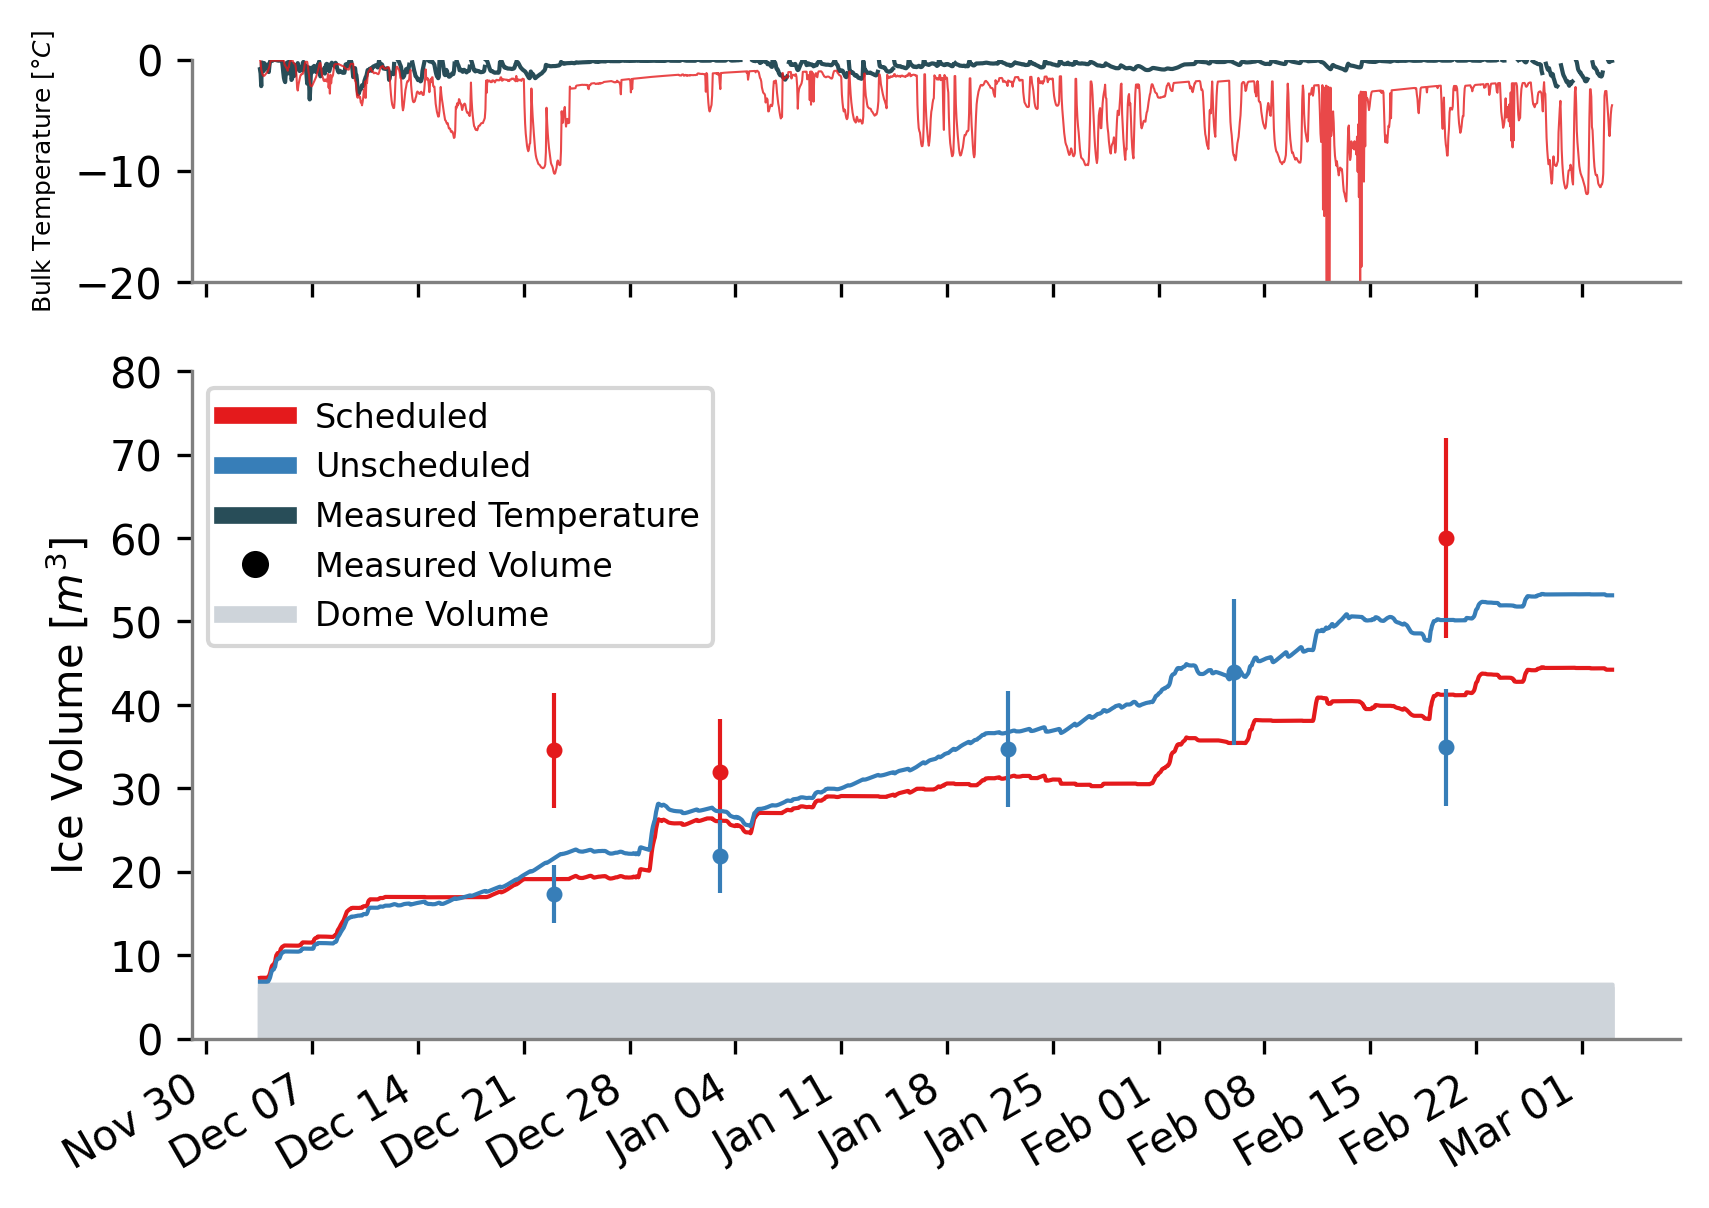 Bulk Temperature [°C]
0
−10
−20
Ice Volume [m³]
80
70
60
50
40
30
20
10
0
Scheduled
Unscheduled
Measured Temperature
Measured Volume
Dome Volume
Nov 30
Dec 07
Dec 14
Dec 21
Dec 28
Jan 04
Jan 11
Jan 18
Jan 25
Feb 01
Feb 08
Feb 15
Feb 22
Mar 01